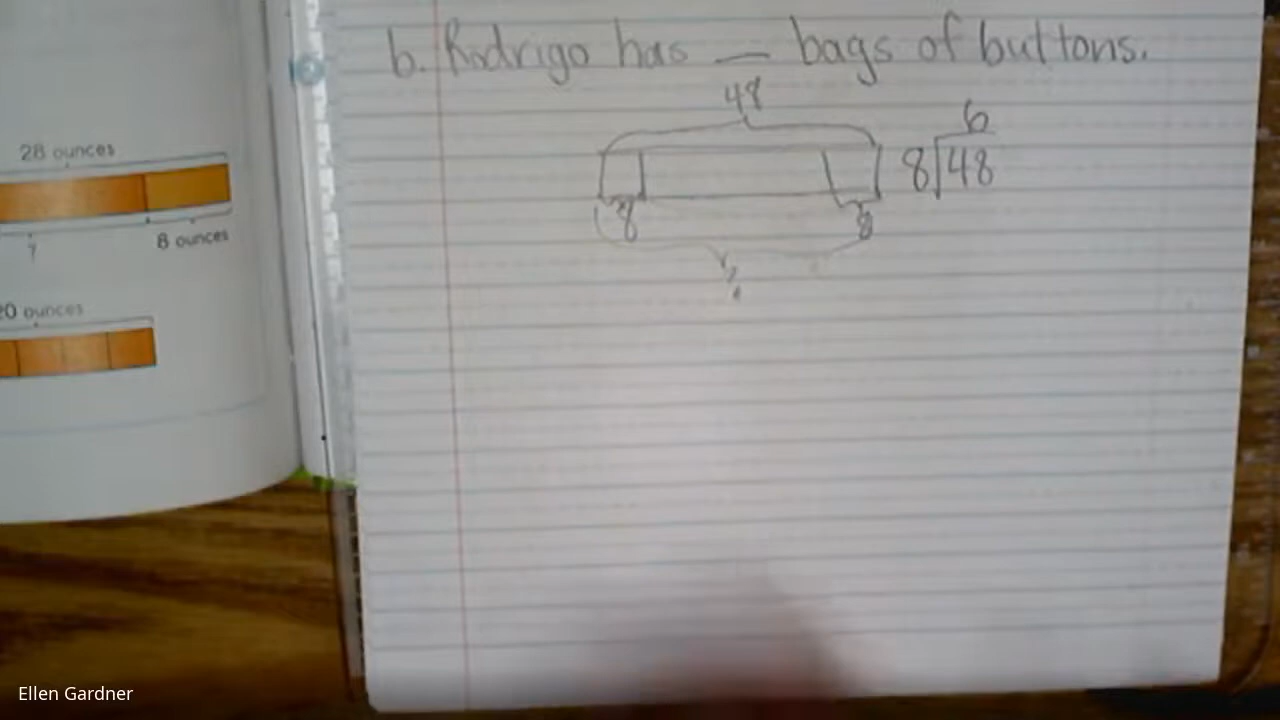 b. Rodrigo has __ bags of buttons.
48
6
8)48
8
8
?
28 ounces
?
8 ounces
20 ounces
Ellen Gardner